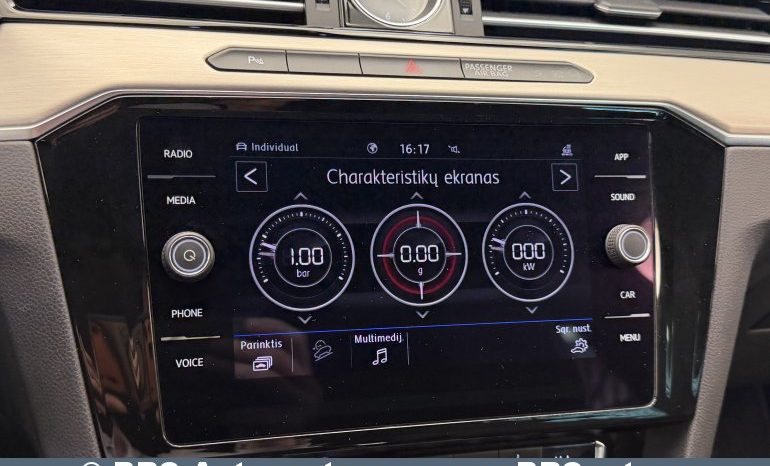 P
PASSENGER
AIR BAG
RADIO
MEDIA
PHONE
VOICE
Individual
16:17
Charakteristikų ekranas
1.00
bar
0.00
g
000
kW
Parinktis
Multimedij.
Sąr. nust.
APP
SOUND
CAR
MENU